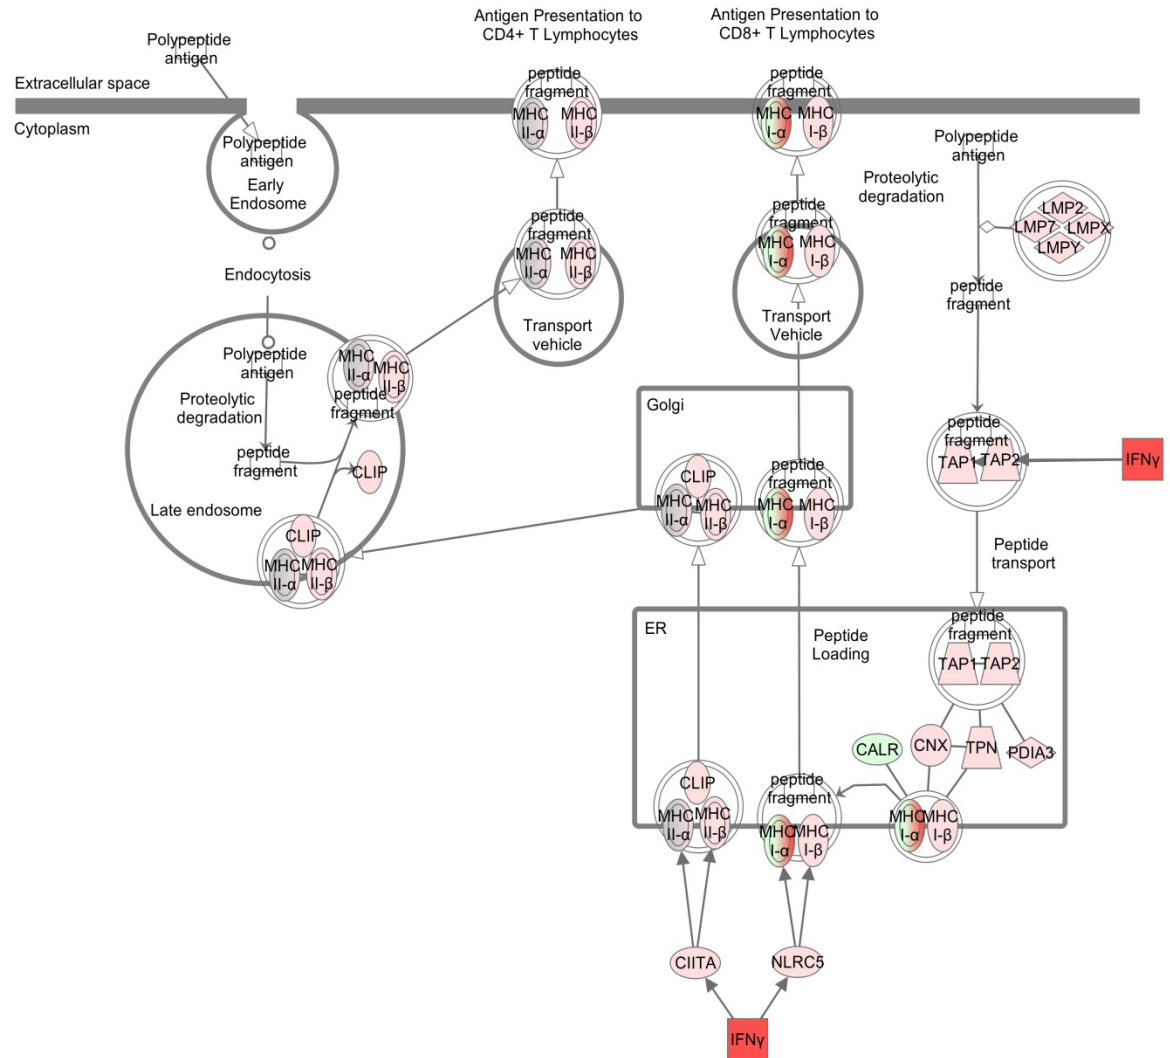 Antigen Presentation to
CD4+ T Lymphocytes
Antigen Presentation to
CD8+ T Lymphocytes
Polypeptide
antigen
Extracellular space
Cytoplasm
peptide
fragment
MHC
II-α
MHC
II-β
peptide
fragment
MHC
I-α
MHC
I-β
Polypeptide
antigen
Early
Endosome
Polypeptide
antigen
Proteolytic
degradation
LMP2
LMP7
LMPX
LMPY
peptide
fragment
MHC
II-α
MHC
II-β
Transport
vehicle
peptide
fragment
MHC
I-α
MHC
I-β
Transport
Vehicle
Endocytosis
peptide
fragment
Polypeptide
antigen
Proteolytic
degradation
peptide
fragment
MHC
II-α
MHC
II-β
peptide
fragment
CLIP
Late endosome
CLIP
MHC
II-α
MHC
II-β
Golgi
CLIP
MHC
II-α
MHC
II-β
peptide
fragment
MHC
I-α
MHC
I-β
peptide
fragment
TAP1
TAP2
IFNγ
Peptide
transport
ER
Peptide
Loading
peptide
fragment
TAP1
TAP2
CALR
CNX
TPN
PDIA3
CLIP
MHC
II-α
MHC
II-β
peptide
fragment
MHC
I-α
MHC
I-β
MHC
I-α
MHC
I-β
CIITA
NLRC5
IFNγ